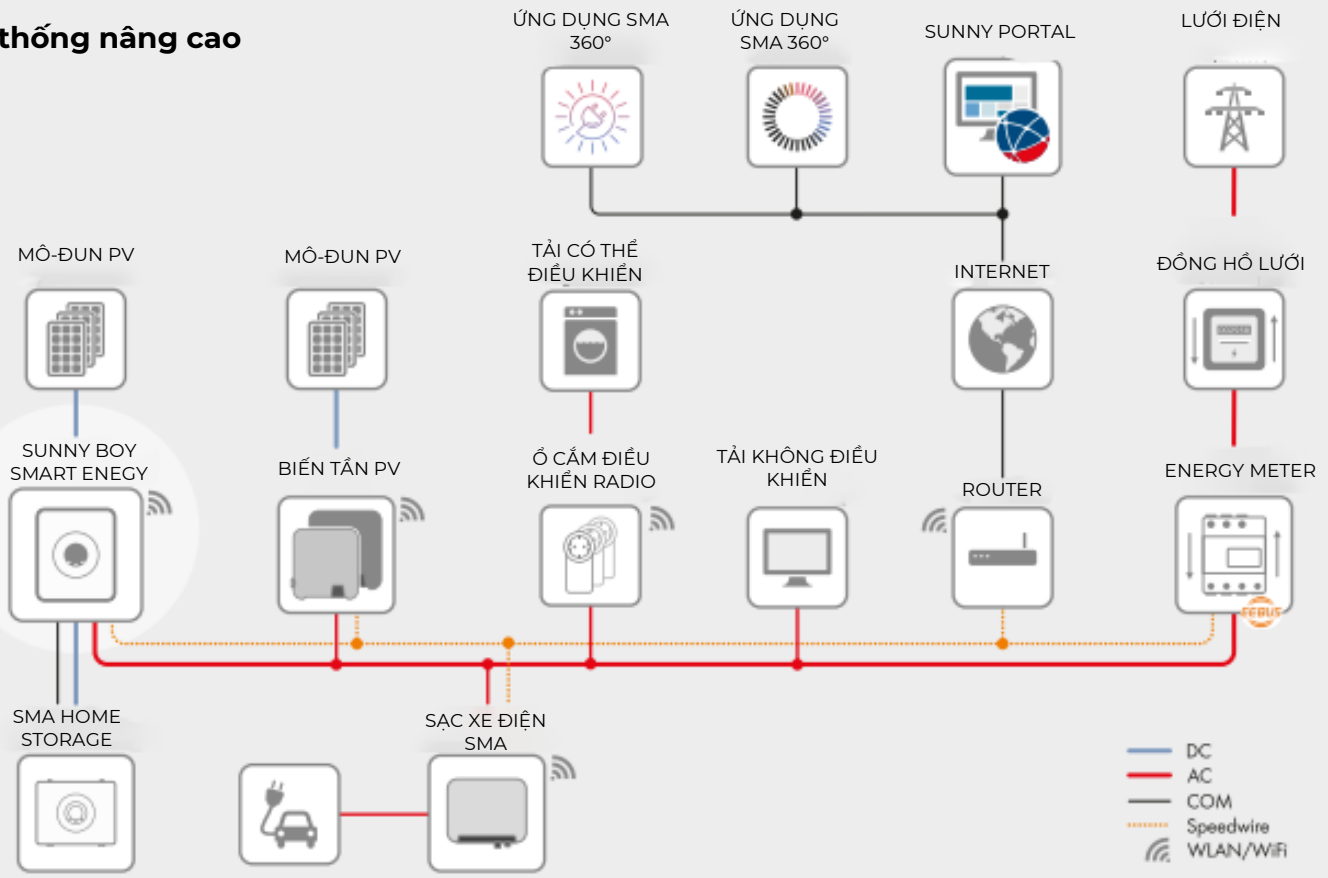 thống nâng cao
ỨNG DỤNG SMA
360°
ỨNG DỤNG
SMA 360°
SUNNY PORTAL
LƯỚI ĐIỆN
MÔ-ĐUN PV
MÔ-ĐUN PV
TẢI CÓ THỂ
ĐIỀU KHIỂN
INTERNET
ĐỒNG HỒ LƯỚI
SUNNY BOY
SMART ENEGY
BIẾN TẦN PV
Ổ CẮM ĐIỀU
KHIỂN RADIO
TẢI KHÔNG ĐIỀU
KHIỂN
ROUTER
ENERGY METER
EEBUS
SMA HOME
STORAGE
SẠC XE ĐIỆN
SMA
DC
AC
COM
Speedwire
WLAN/WiFi